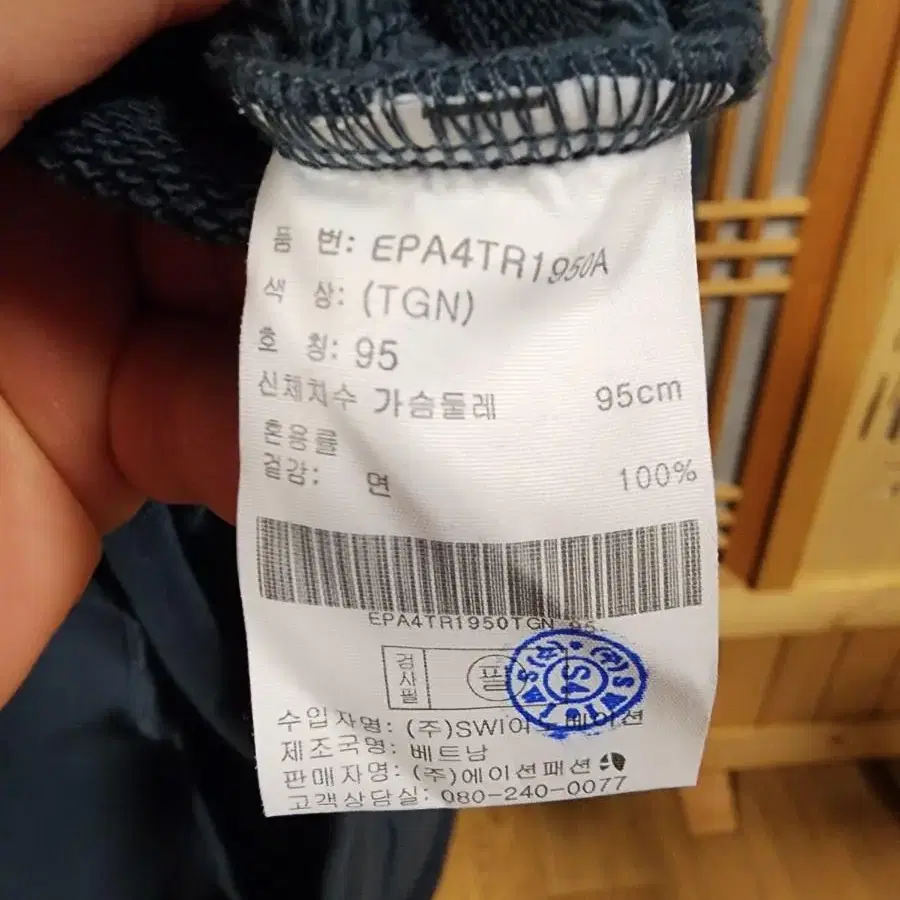 품 번: EPA4TR1950A
색 상: (TGN)
호 칭: 95
신체치수 가슴둘레 95cm
혼용률
겉감: 면 100%
EPA4TR1950TGN 95
검사필 필
수입자명: (주)SWI
제조국명: 베트남
판매자명: (주)에이션패션
고객상담실: 080-240-0077